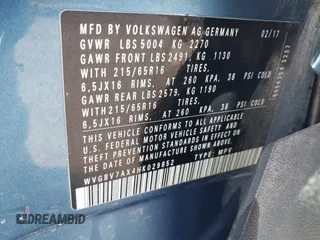 MFD. BY VOLKSWAGEN AG GERMANY 02/17
GVWR LBS 5004 KG 2270
GAWR FRONT LBS 2491, KG 1130
WITH 215/65R16 TIRES,
6,5JX16 RIMS, AT 260 KPA, 38 PSI COLD
GAWR REAR LBS 2579, KG 1190
WITH 215/65R16 TIRES,
6,5JX16 RIMS, AT 260 KPA, 38 PSI COLD
THIS VEHICLE CONFORMS TO ALL APPLICABLE
FEDERAL MOTOR VEHICLE SAFETY
STANDARDS IN EFFECT ON THE DATE OF
MANUFACTURE SHOWN ABOVE.
WVGBV7AX4HK029852 TYPE: MPV
DREAMBID